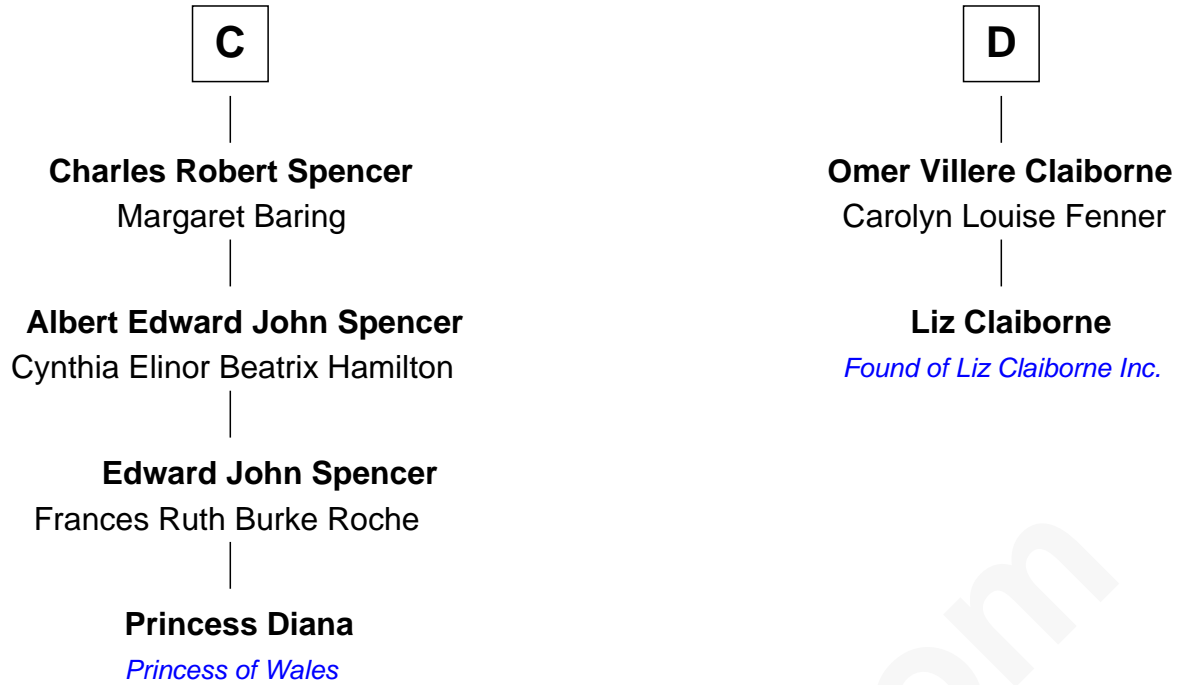 C
Charles Robert Spencer
Margaret Baring
Albert Edward John Spencer
Cynthia Elinor Beatrix Hamilton
Edward John Spencer
Frances Ruth Burke Roche
Princess Diana
Princess of Wales
D
Omer Villere Claiborne
Carolyn Louise Fenner
Liz Claiborne
Found of Liz Claiborne Inc.
om